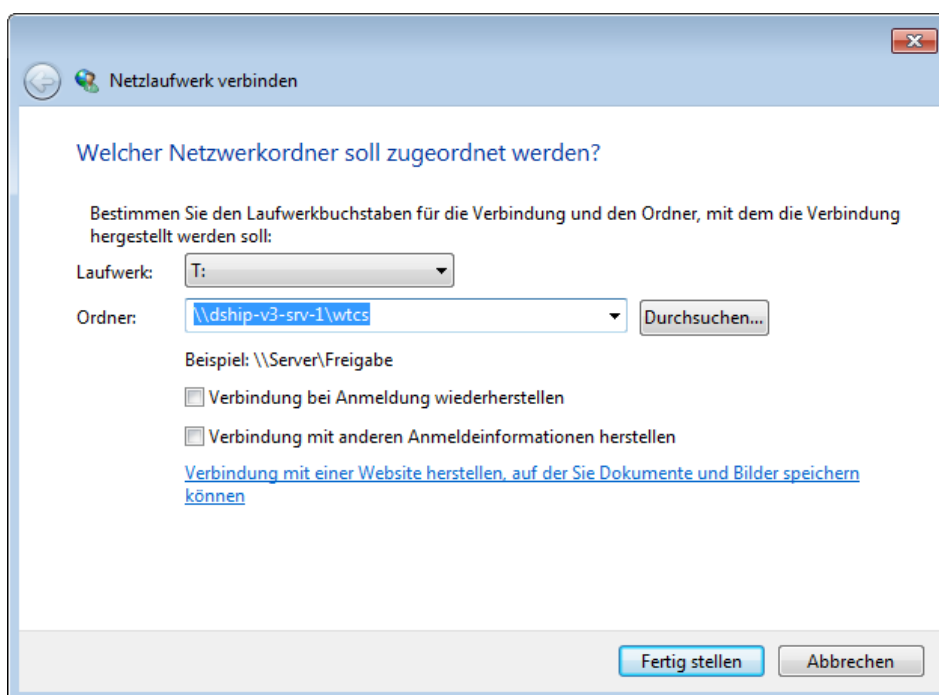 Netzlaufwerk verbinden
Welcher Netzwerkordner soll zugeordnet werden?
Bestimmen Sie den Laufwerkbuchstaben für die Verbindung und den Ordner, mit dem die Verbindung
hergestellt werden soll:
Laufwerk: T:
Ordner: \\dship-v3-srv-1\wtcs Durchsuchen...
Beispiel: \\Server\Freigabe
Verbindung bei Anmeldung wiederherstellen
Verbindung mit anderen Anmeldeinformationen herstellen
Verbindung mit einer Website herstellen, auf der Sie Dokumente und Bilder speichern
können
Fertig stellen Abbrechen